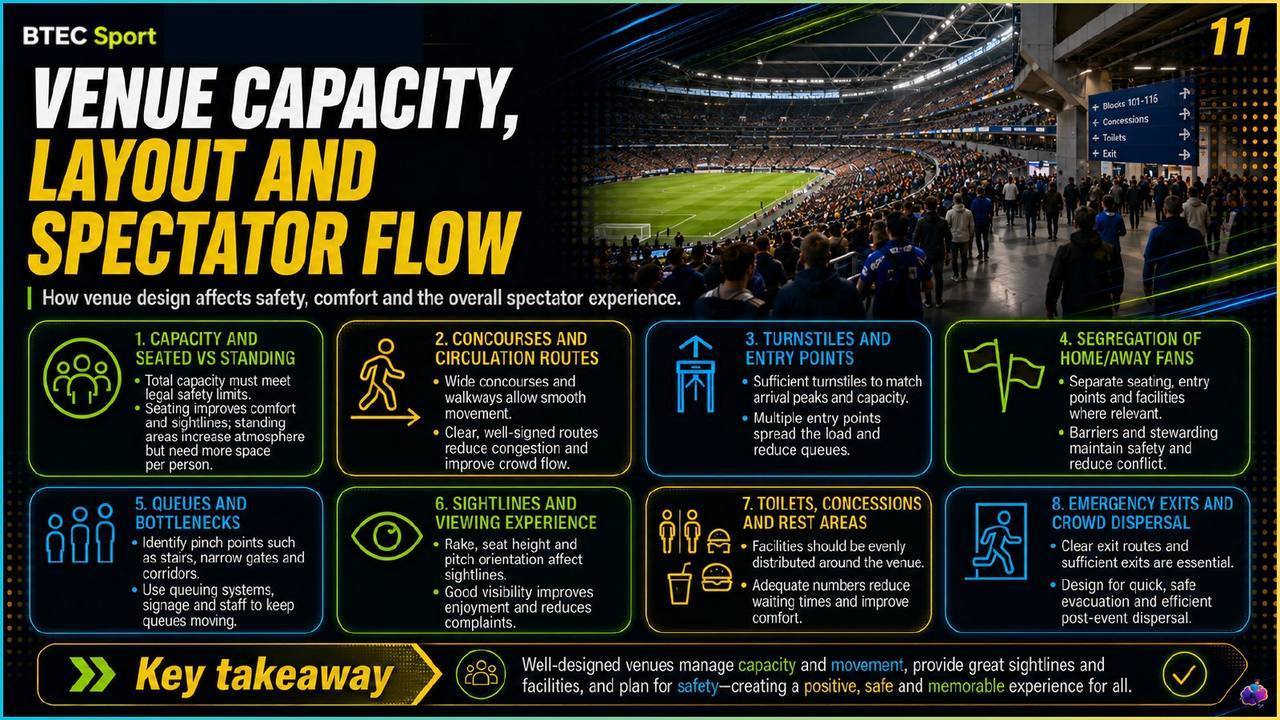 BTEC Sport
11
VENUE CAPACITY,
LAYOUT AND
SPECTATOR FLOW
How venue design affects safety, comfort and the overall spectator experience.
+ Blocks 101-116
+ Concessions
+ Toilets
+ Exit
1. CAPACITY AND
SEATED VS STANDING
• Total capacity must meet
legal safety limits.
• Seating improves comfort
and sightlines; standing
areas increase atmosphere
but need more space
per person.
2. CONCOURSES AND
CIRCULATION ROUTES
• Wide concourses and
walkways allow smooth
movement.
• Clear, well-signed routes
reduce congestion and
improve crowd flow.
3. TURNSTILES AND
ENTRY POINTS
• Sufficient turnstiles to match
arrival peaks and capacity.
• Multiple entry points
spread the load and
reduce queues.
4. SEGREGATION OF
HOME/AWAY FANS
• Separate seating, entry
points and facilities
where relevant.
• Barriers and stewarding
maintain safety and
reduce conflict.
5. QUEUES AND
BOTTLENECKS
• Identify pinch points such
as stairs, narrow gates and
corridors.
• Use queuing systems,
signage and staff to keep
queues moving.
6. SIGHTLINES AND
VIEWING EXPERIENCE
• Rake, seat height and
pitch orientation affect
sightlines.
• Good visibility improves
enjoyment and reduces
complaints.
7. TOILETS, CONCESSIONS
AND REST AREAS
• Facilities should be evenly
distributed around the venue.
• Adequate numbers reduce
waiting times and improve
comfort.
8. EMERGENCY EXITS AND
CROWD DISPERSAL
• Clear exit routes and
sufficient exits are essential.
• Design for quick, safe
evacuation and efficient
post-event dispersal.
Key takeaway
Well-designed venues manage capacity and movement, provide great sightlines and
facilities, and plan for safety—creating a positive, safe and memorable experience for all.